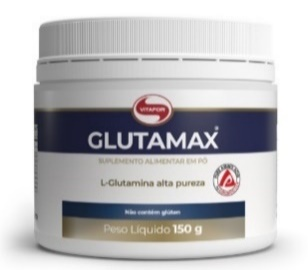 VITAFOR
GLUTAMAX®
SUPLEMENTO ALIMENTAR EM PÓ
L-Glutamina alta pureza
Não contém glúten
Peso Líquido 150 g